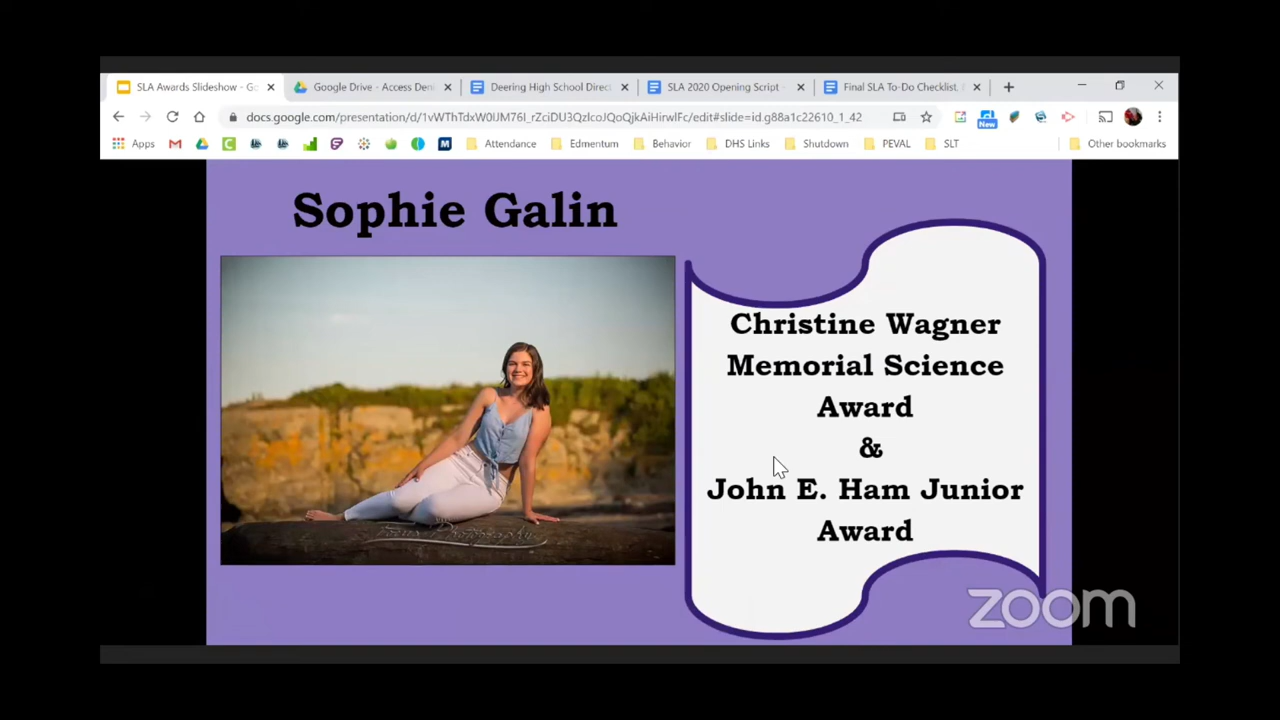 SLA Awards Slideshow - Go
Google Drive - Access Deni
Deering High School Direc
SLA 2020 Opening Script -
Final SLA To-Do Checklist,
docs.google.com/presentation/d/1vWThTdxW0IJM76I_rZciDU3QzlcoJQoQjkAiHirwlFc/edit#slide=id.g88a1c22610_1_42
New
Apps
Attendance
Edmentum
Behavior
DHS Links
Shutdown
PEVAL
SLT
Other bookmarks
Sophie Galin
Christine Wagner
Memorial Science
Award
&
John E. Ham Junior
Award
zoom